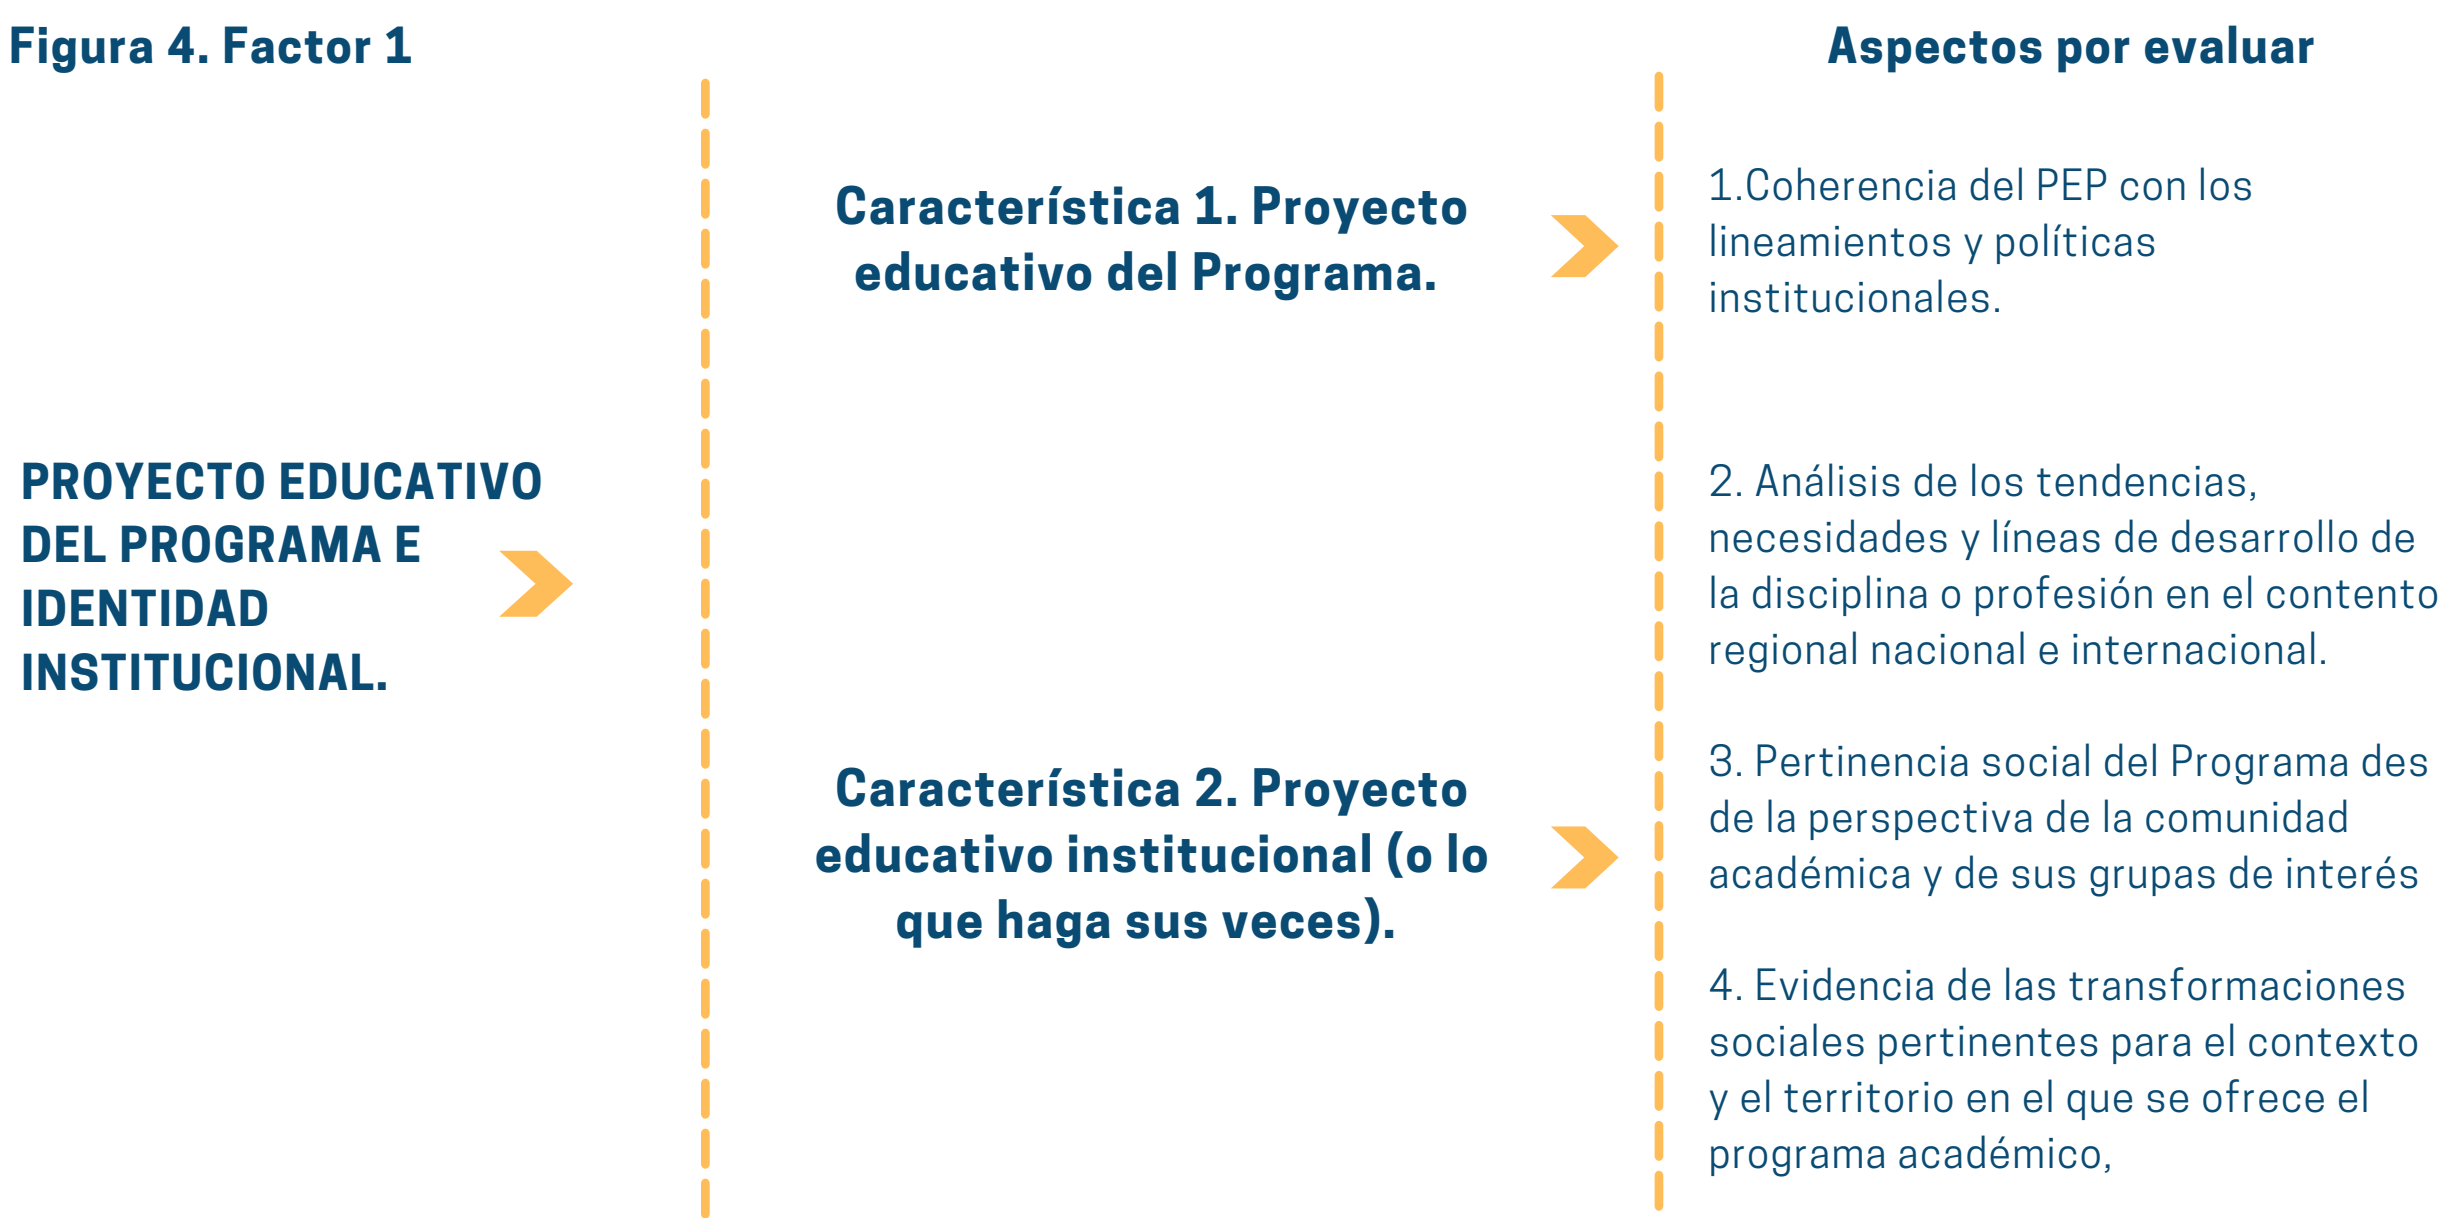 Figura 4. Factor 1
Aspectos por evaluar
PROYECTO EDUCATIVO
DEL PROGRAMA E
IDENTIDAD
INSTITUCIONAL.
Característica 1. Proyecto
educativo del Programa.
Característica 2. Proyecto
educativo institucional (o lo
que haga sus veces).
1.Coherencia del PEP con los
lineamientos y políticas
institucionales.
2. Análisis de los tendencias,
necesidades y líneas de desarrollo de
la disciplina o profesión en el contento
regional nacional e internacional.
3. Pertinencia social del Programa des
de la perspectiva de la comunidad
académica y de sus grupas de interés
4. Evidencia de las transformaciones
sociales pertinentes para el contexto
y el territorio en el que se ofrece el
programa académico,